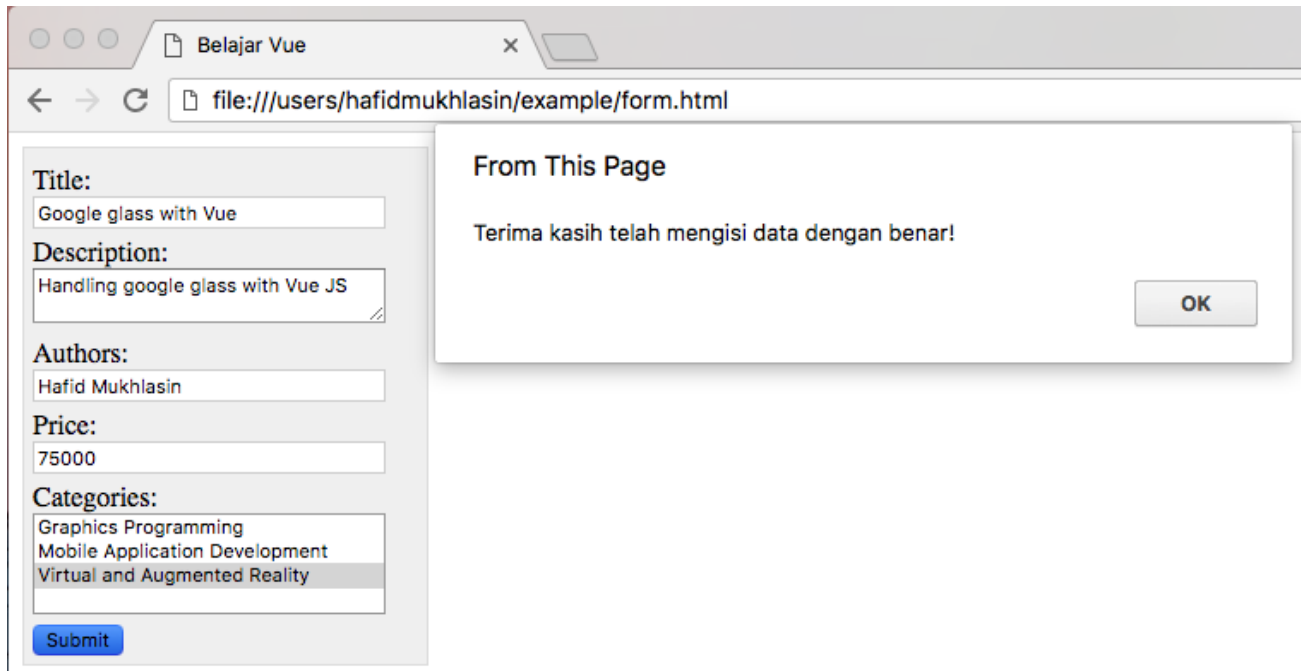 Belajar Vue
file:///users/hafidmukhlasin/example/form.html
From This Page
Terima kasih telah mengisi data dengan benar!
OK
Title:
Google glass with Vue
Description:
Handling google glass with Vue JS
Authors:
Hafid Mukhlasin
Price:
75000
Categories:
Graphics Programming
Mobile Application Development
Virtual and Augmented Reality
Submit